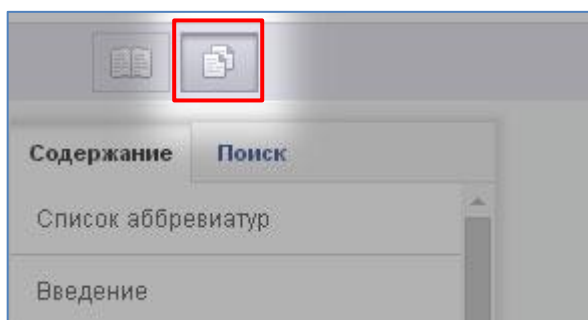 Содержание Поиск
Список аббревиатур
Введение